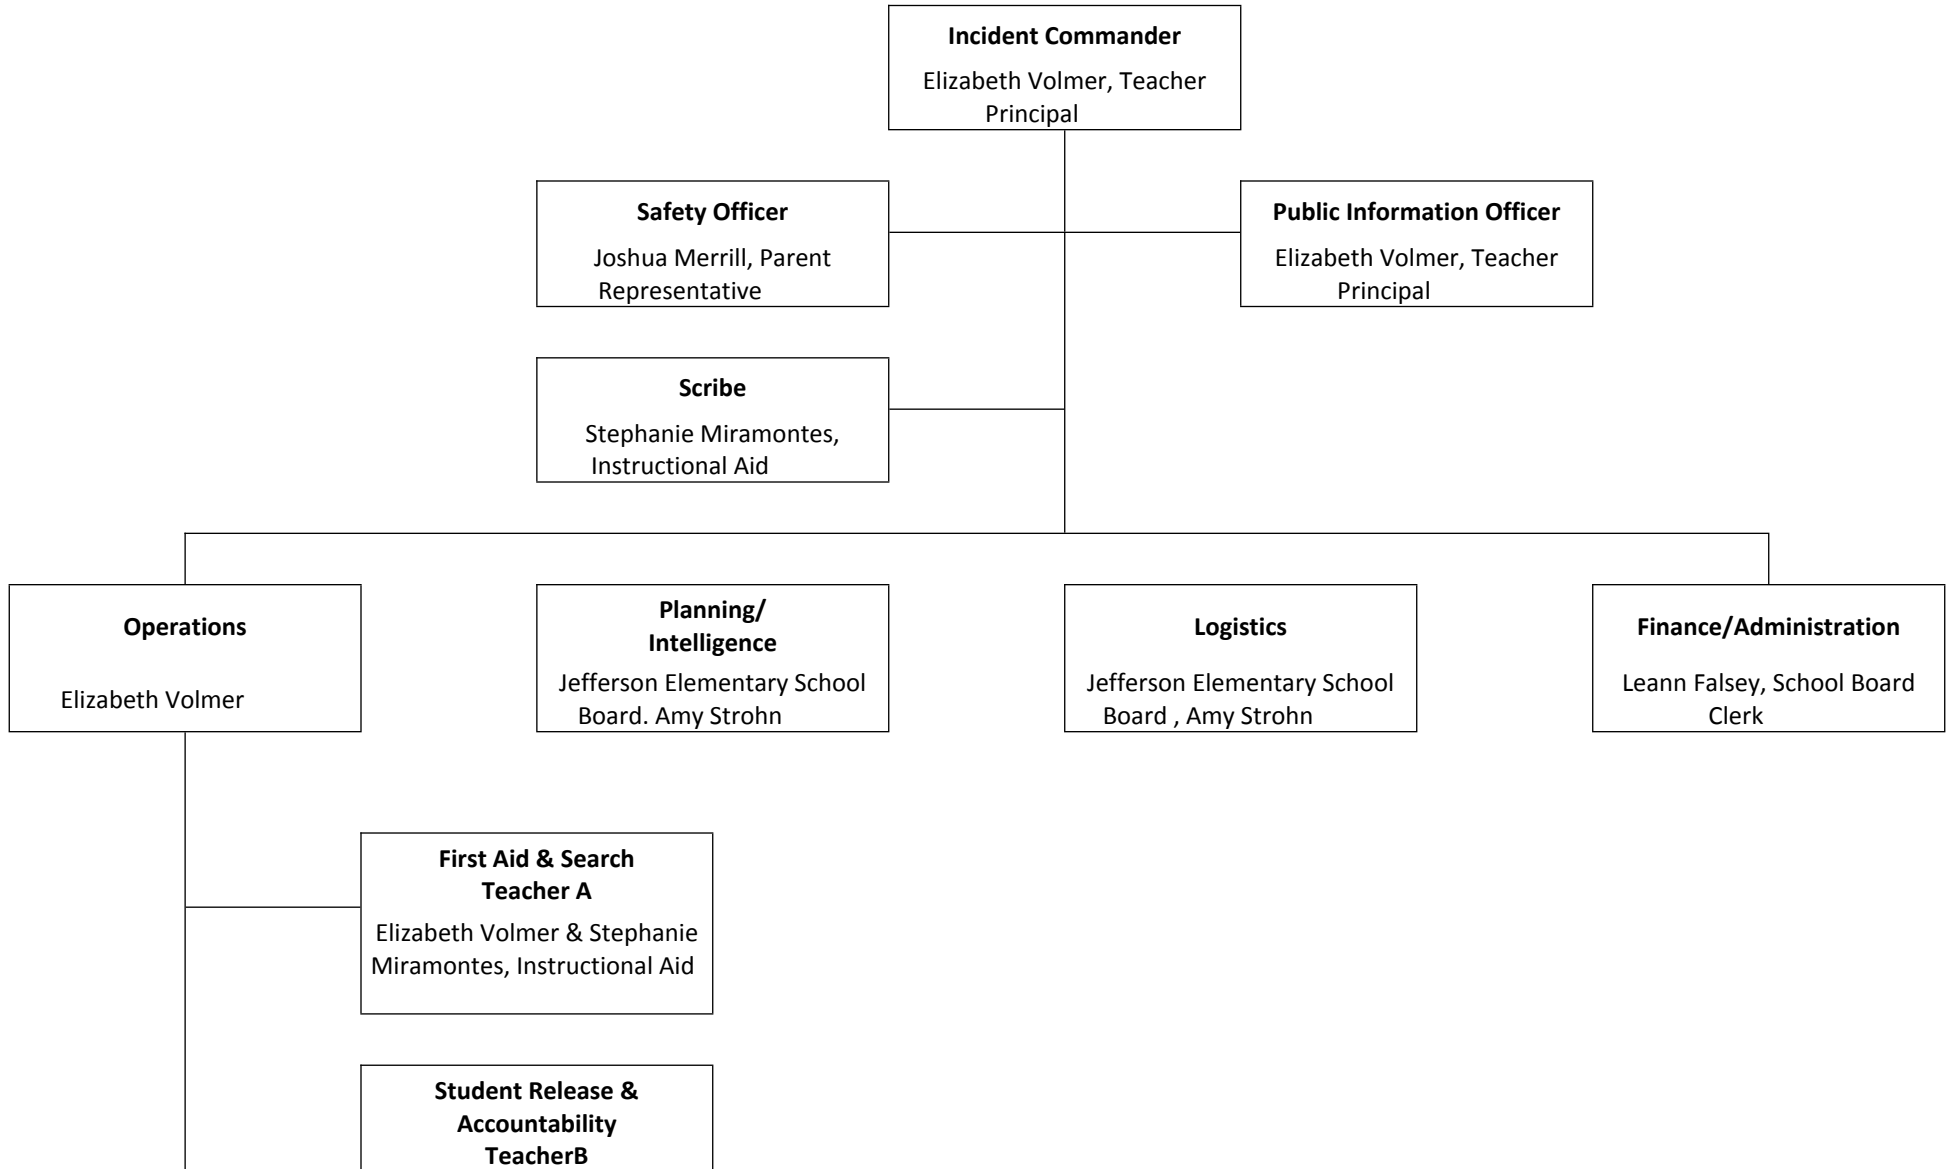 Incident Commander
Elizabeth Volmer, Teacher
Principal
Safety Officer
Joshua Merrill, Parent
Representative
Public Information Officer
Elizabeth Volmer, Teacher
Principal
Scribe
Stephanie Miramontes,
Instructional Aid
Operations
Elizabeth Volmer
Planning/
Intelligence
Jefferson Elementary School
Board. Amy Strohn
Logistics
Jefferson Elementary School
Board , Amy Strohn
Finance/Administration
Leann Falsey, School Board
Clerk
First Aid & Search
Teacher A
Elizabeth Volmer & Stephanie
Miramontes, Instructional Aid
Student Release &
Accountability
TeacherB